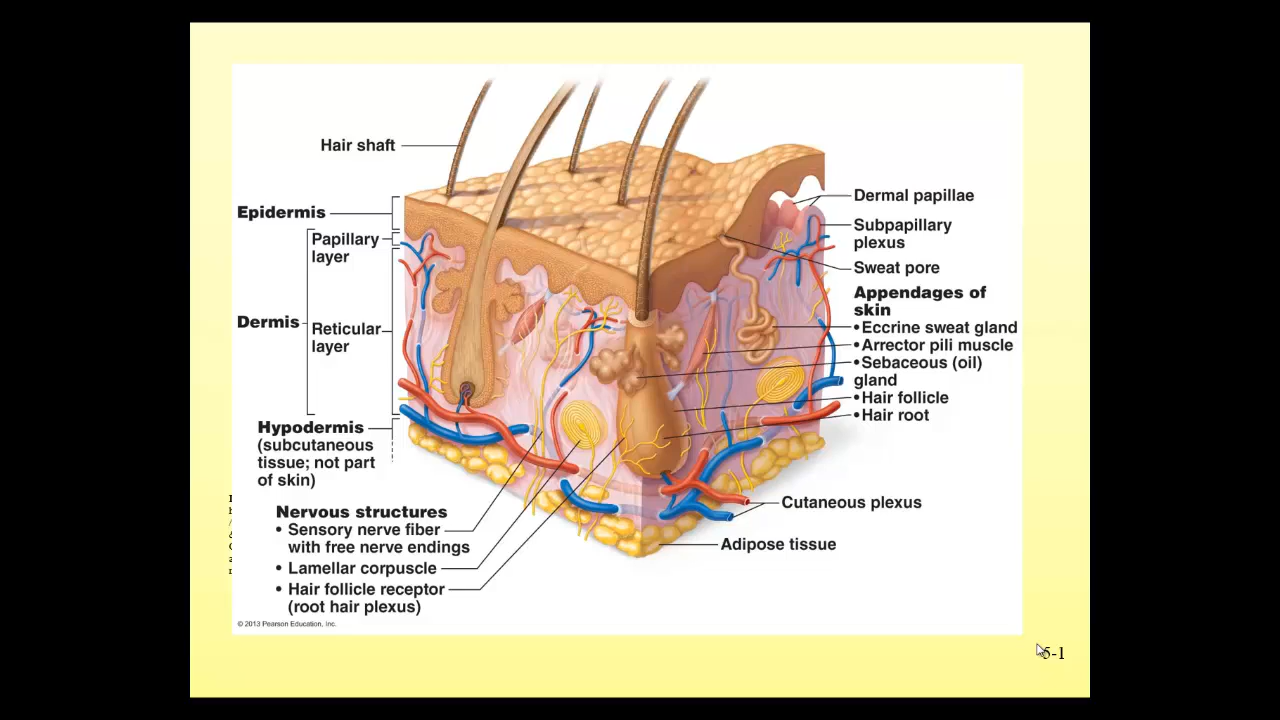 Hair shaft
Epidermis
Papillary
layer
Dermis
Reticular
layer
Hypodermis
(subcutaneous
tissue; not part
of skin)
Nervous structures
• Sensory nerve fiber
with free nerve endings
• Lamellar corpuscle
• Hair follicle receptor
(root hair plexus)
Dermal papillae
Subpapillary
plexus
Sweat pore
Appendages of
skin
•Eccrine sweat gland
•Arrector pili muscle
•Sebaceous (oil)
gland
•Hair follicle
•Hair root
Cutaneous plexus
Adipose tissue
© 2013 Pearson Education, Inc.
5-1